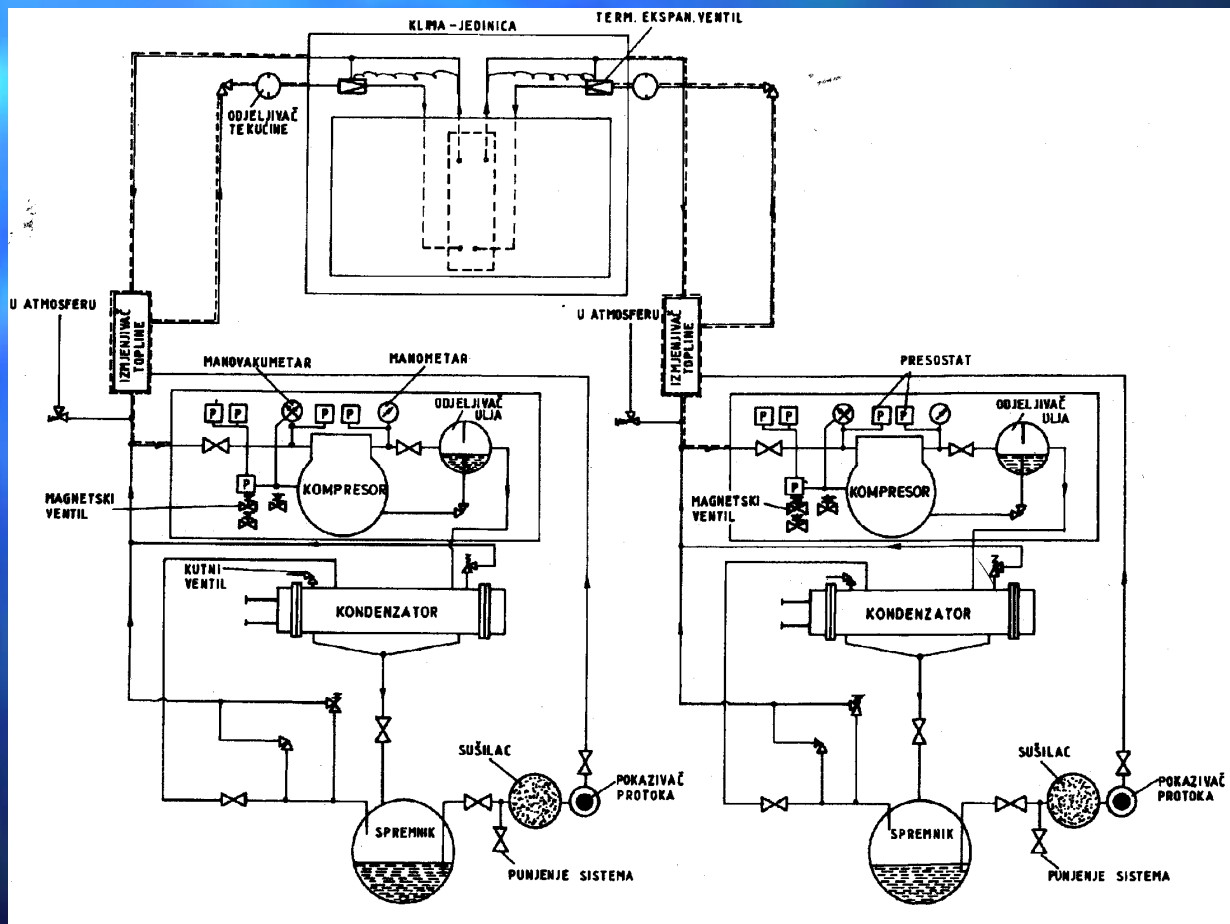 KLIMA-JEDINICA
TERM. EKSPAN. VENTIL
ODJELJIVAČ
TEKUĆINE
U ATMOSFERU
IZMJENJIVAČ
TOPLINE
U ATMOSFERU
IZMJENJIVAČ
TOPLINE
MANOVAKUMETAR
MANOMETAR
PRESOSTAT
P
P
P
P
ODJELJIVAČ
ULJA
P
P
P
P
ODJELJIVAČ
ULJA
P
KOMPRESOR
P
KOMPRESOR
MAGNETSKI
VENTIL
MAGNETSKI
VENTIL
KUTNI
VENTIL
KONDENZATOR
KONDENZATOR
SUŠILAC
SUŠILAC
POKAZIVAČ
PROTOKA
POKAZIVAČ
PROTOKA
SPREMNIK
SPREMNIK
PUNJENJE SISTEMA
PUNJENJE SISTEMA